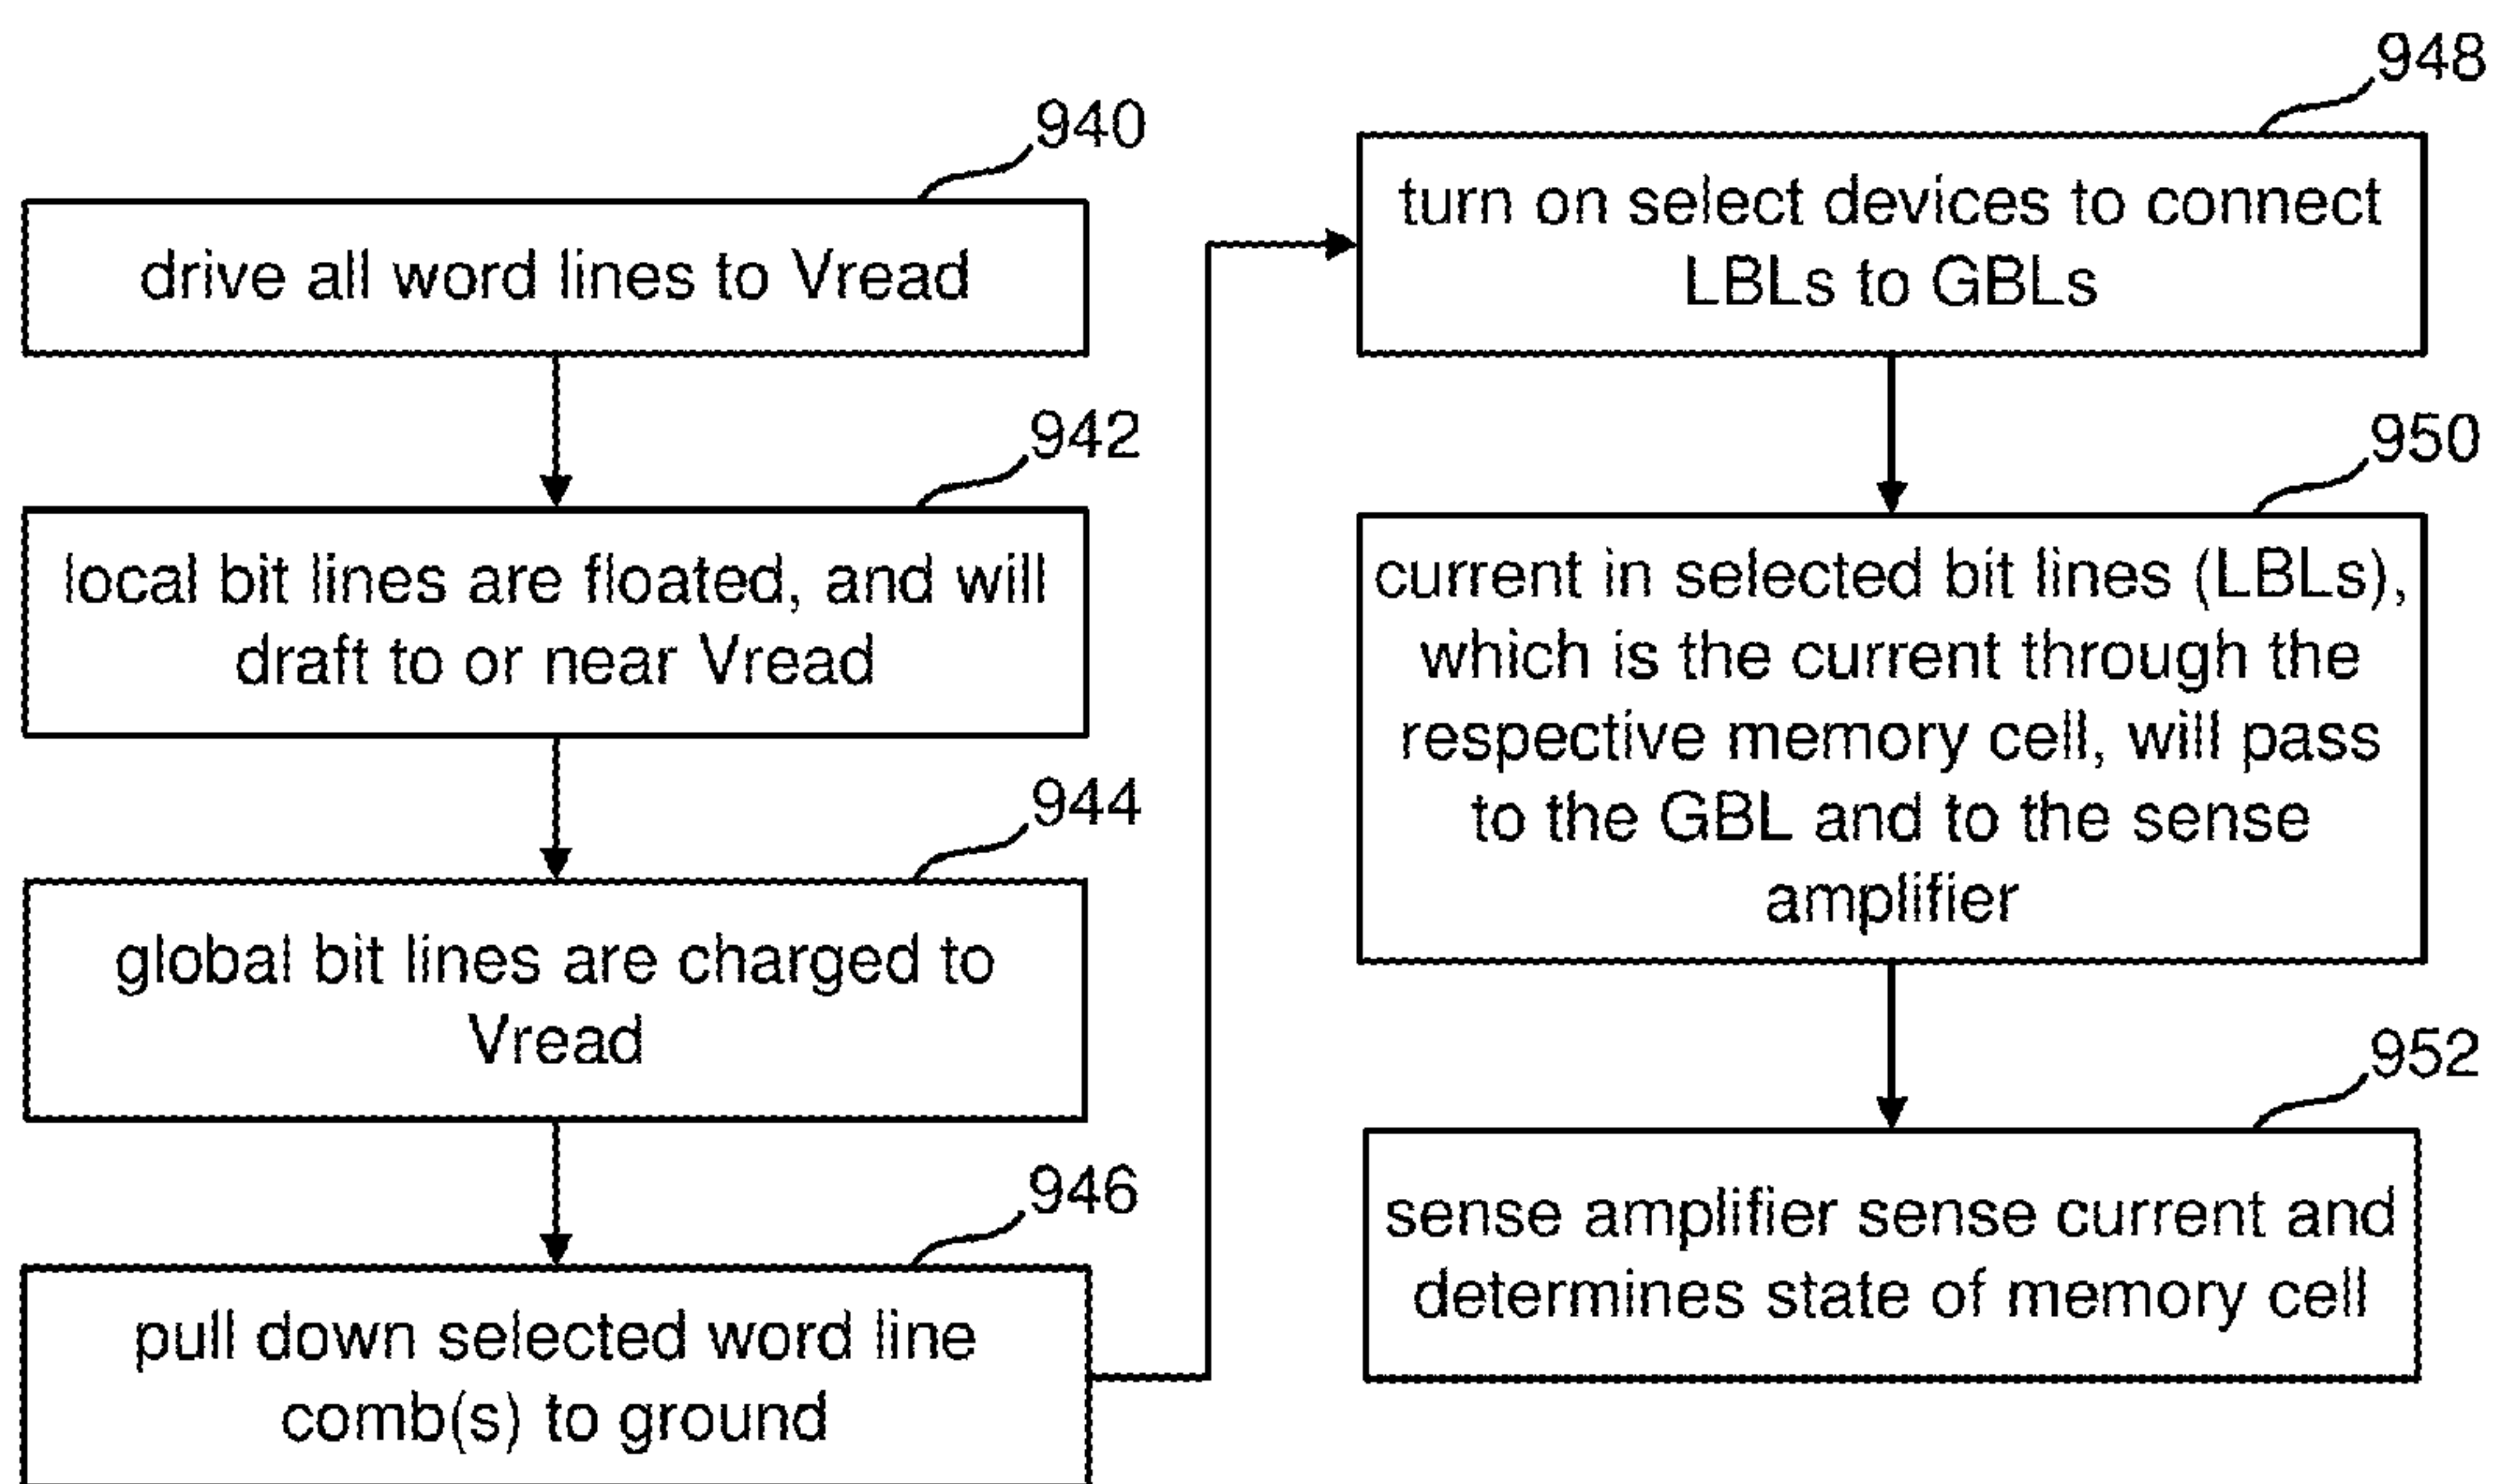 940
drive all word lines to Vread
942
local bit lines are floated, and will
draft to or near Vread
944
global bit lines are charged to
Vread
946
pull down selected word line
comb(s) to ground
948
turn on select devices to connect
LBLs to GBLs
950
current in selected bit lines (LBLs),
which is the current through the
respective memory cell, will pass
to the GBL and to the sense
amplifier
952
sense amplifier sense current and
determines state of memory cell